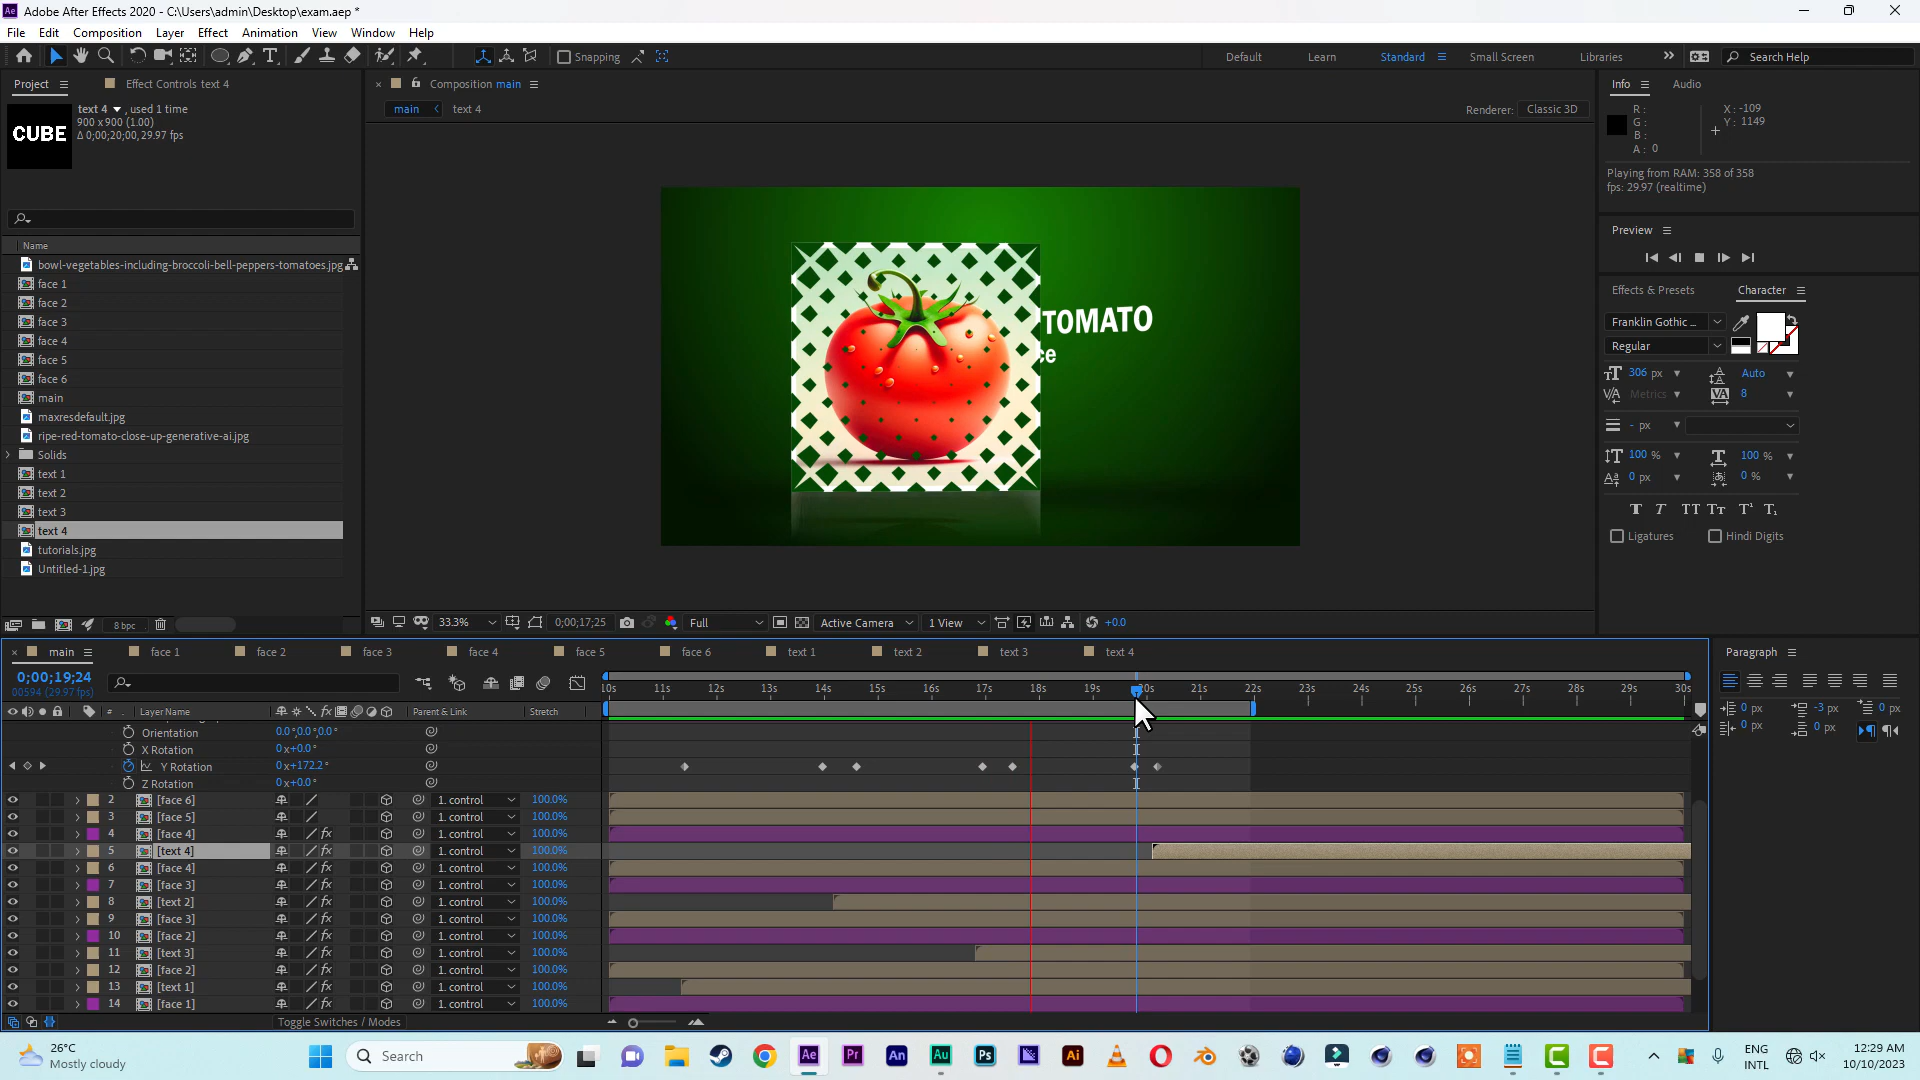 Adobe After Effects 2020 - C:\Users\admin\Desktop\exam.aep *
File Edit Composition Layer Effect Animation View Window Help
Snapping Default Learn Standard Small Screen Libraries Search Help
Project Effect Controls text 4
text 4 , used 1 time
900 x 900 (1.00)
Δ 0;00;20;00, 29.97 fps
CUBE
Name
bowl-vegetables-including-broccoli-bell-peppers-tomatoes.jpg
face 1
face 2
face 3
face 4
face 5
face 6
main
maxresdefault.jpg
ripe-red-tomato-close-up-generative-ai.jpg
Solids
text 1
text 2
text 3
text 4
tutorials.jpg
Untitled-1.jpg
8 bpc
Composition main
main text 4
Renderer: Classic 3D
TOMATO
ce
33.3% 0;00;17;25 Full Active Camera 1 View +0.0
Info Audio
R :
G :
B :
A : 0
X : -109
Y : 1149
Playing from RAM: 358 of 358
fps: 29.97 (realtime)
Preview
Effects & Presets Character
Franklin Gothic ...
Regular
306 px Auto
Metrics 8
- px
100 % 100 %
0 px 0 %
Ligatures Hindi Digits
main face 1 face 2 face 3 face 4 face 5 face 6 text 1 text 2 text 3 text 4
0;00;19;24
00594 (29.97 fps)
10s 11s 12s 13s 14s 15s 16s 17s 18s 19s 20s 21s 22s 23s 24s 25s 26s 27s 28s 29s 30s
# Layer Name Parent & Link Stretch
Orientation 0.0°,0.0°,0.0°
X Rotation 0x+0.0°
Y Rotation 0x+172.2°
Z Rotation 0x+0.0°
2 [face 6] 1. control 100.0%
3 [face 5] 1. control 100.0%
4 [face 4] 1. control 100.0%
5 [text 4] 1. control 100.0%
6 [face 4] 1. control 100.0%
7 [face 3] 1. control 100.0%
8 [text 2] 1. control 100.0%
9 [face 3] 1. control 100.0%
10 [face 2] 1. control 100.0%
11 [text 3] 1. control 100.0%
12 [face 2] 1. control 100.0%
13 [text 1] 1. control 100.0%
14 [face 1] 1. control 100.0%
Toggle Switches / Modes
Paragraph
0 px -3 px 0 px
0 px 0 px
26°C
Mostly cloudy
Search
ENG
INTL
12:29 AM
10/10/2023